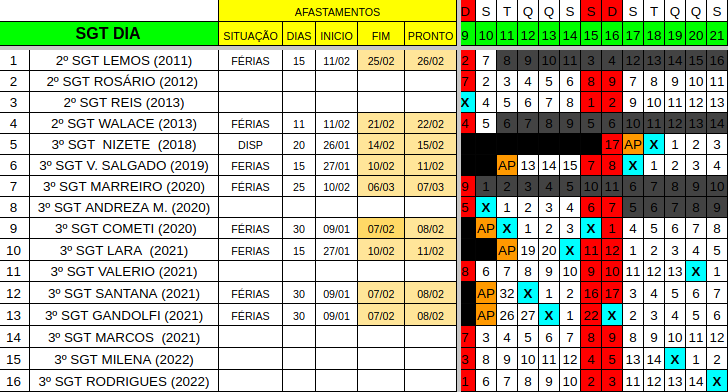 AFASTAMENTOS D S T Q Q S S D S T Q Q S
SGT DIA SITUAÇÃO DIAS INICIO FIM PRONTO 9 10 11 12 13 14 15 16 17 18 19 20 21
1 2º SGT LEMOS (2011) FÉRIAS 15 11/02 25/02 26/02 2 7 8 9 10 11 3 4 12 13 14 15 16
2 2º SGT ROSÁRIO (2012) 7 2 3 4 5 6 8 9 7 8 9 10 11
3 2º SGT REIS (2013) X 4 5 6 7 8 1 2 9 10 11 12 13
4 2º SGT WALACE (2013) FÉRIAS 11 11/02 21/02 22/02 4 5 6 7 8 9 5 6 10 11 12 13 14
5 3º SGT NIZETE (2018) DISP 20 26/01 14/02 15/02 17 AP X 1 2 3
6 3º SGT V. SALGADO (2019) FÉRIAS 15 27/01 10/02 11/02 AP 13 14 15 7 8 X 1 2 3 4
7 3º SGT MARREIRO (2020) FÉRIAS 25 10/02 06/03 07/03 9 1 2 3 4 5 10 11 6 7 8 9 10
8 3º SGT ANDREZA M. (2020) 5 X 1 2 3 4 6 7 5 6 7 8 9
9 3º SGT COMETI (2020) FÉRIAS 30 09/01 07/02 08/02 AP X 1 2 3 X 1 4 5 6 7 8
10 3º SGT LARA (2021) FÉRIAS 15 27/01 10/02 11/02 AP 19 20 X 11 12 1 2 3 4 5
11 3º SGT VALERIO (2021) 8 6 7 8 9 10 9 10 11 12 13 X 1
12 3º SGT SANTANA (2021) FÉRIAS 30 09/01 07/02 08/02 AP 32 X 1 2 16 17 3 4 5 6 7
13 3º SGT GANDOLFI (2021) FÉRIAS 30 09/01 07/02 08/02 AP 26 27 X 1 22 X 2 3 4 5 6
14 3º SGT MARCOS (2021) 7 3 4 5 6 7 8 9 8 9 10 11 12
15 3º SGT MILENA (2022) 3 8 9 10 11 12 4 5 13 14 X 1 2
16 3º SGT RODRIGUES (2022) 1 6 7 8 9 10 2 3 11 12 13 14 X